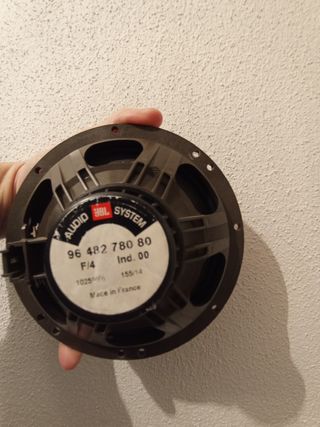 AUDIO JBL SYSTEM
96 482 780 80
F/4 Ind. 00
155/14
Made in France